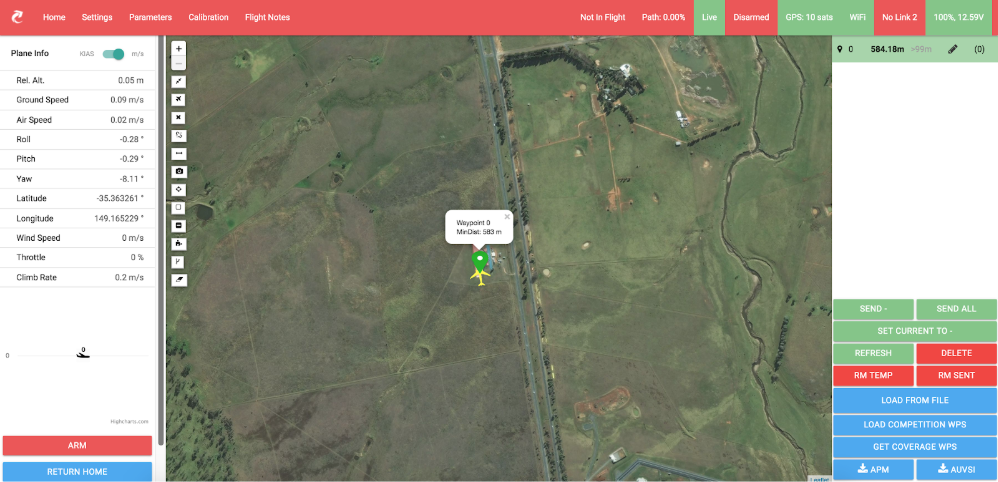 Home Settings Parameters Calibration Flight Notes Not In Flight Path: 0.00% Live Disarmed GPS: 10 sats WiFi No Link 2 100%, 12.59V
Plane Info KIAS m/s
Rel. Alt. 0.05 m
Ground Speed 0.09 m/s
Air Speed 0.02 m/s
Roll -0.28 °
Pitch -0.29 °
Yaw -8.11 °
Latitude -35.363261 °
Longitude 149.165229 °
Wind Speed 0 m/s
Throttle 0 %
Climb Rate 0.2 m/s
0
0
Highcharts.com
ARM
RETURN HOME
+
−
Waypoint 0 ×
MinDist: 583 m
Leaflet
0 584.18m -99m (0)
SEND - SEND ALL
SET CURRENT TO -
REFRESH DELETE
RM TEMP RM SENT
LOAD FROM FILE
LOAD COMPETITION WPS
GET COVERAGE WPS
APM AUVSI